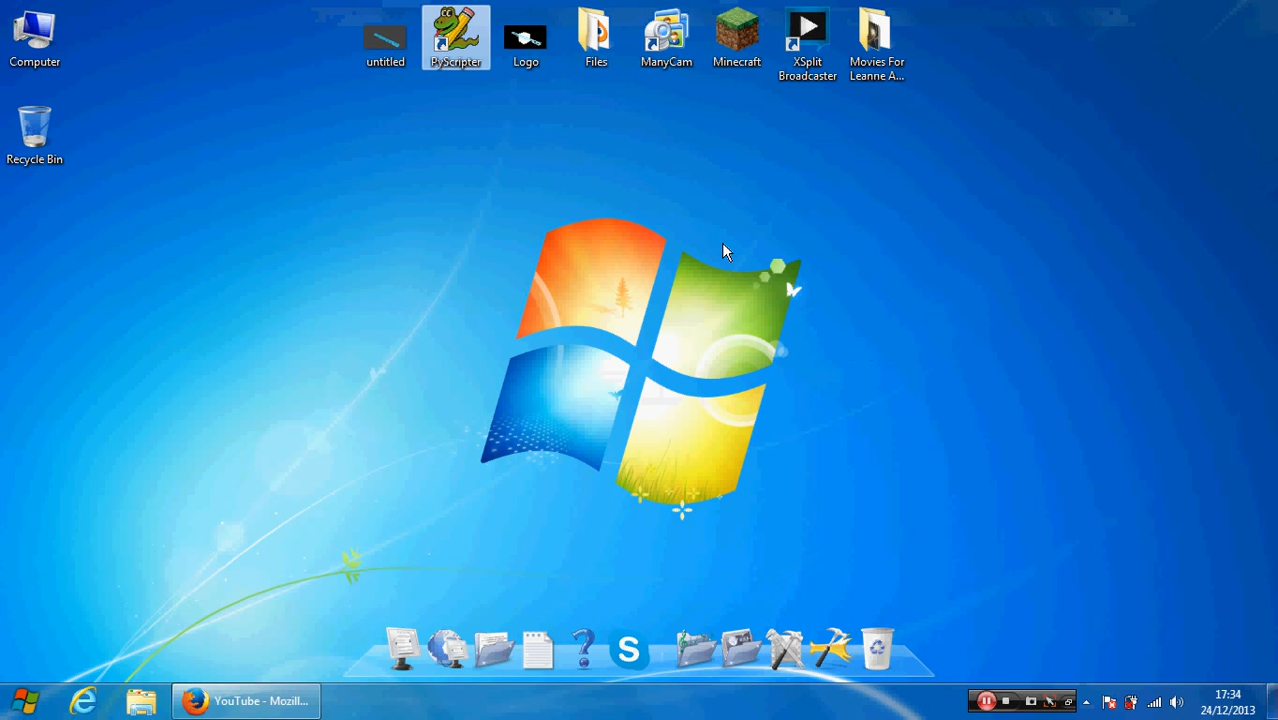 Computer
untitled
PyScripter
Logo
Files
ManyCam
Minecraft
XSplit
Broadcaster
Movies For
Leanne A...
Recycle Bin
?
S
YouTube - Mozill...
17:34
24/12/2013